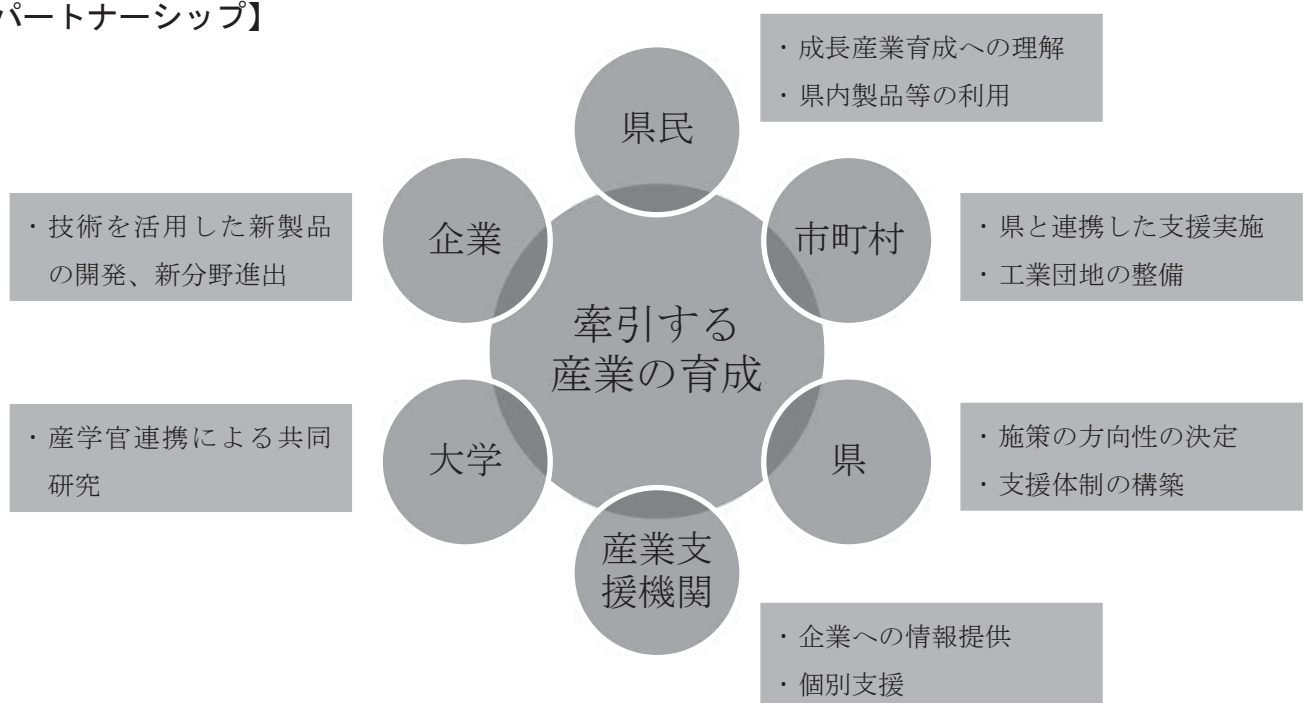 パートナーシップ】
・成長産業育成への理解
・県内製品等の利用
県民
・技術を活用した新製品
の開発、新分野進出
企業
市町村
・県と連携した支援実施
・工業団地の整備
牽引する
産業の育成
・産学官連携による共同
研究
大学
県
・施策の方向性の決定
・支援体制の構築
産業支
援機関
・企業への情報提供
・個別支援